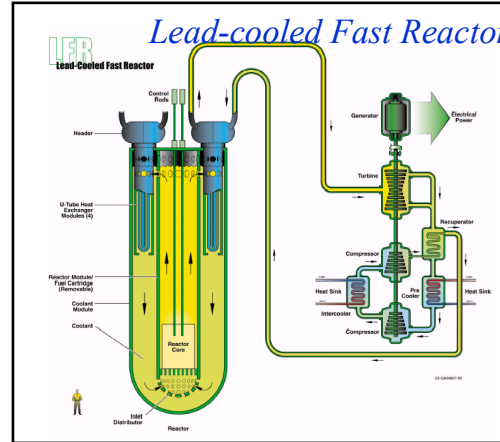 Lead-cooled Fast Reactor
LFR
Lead-Cooled Fast Reactor
Control
Rods
Header
Generator
Electrical
Power
Turbine
U-Tube Heat
Exchanger
Modules (4)
Recuperator
Compressor
Reactor Module/
Fuel Cartridge
(Removable)
Heat Sink
Pre
Cooler
Heat Sink
Intercooler
Coolant
Module
Compressor
Coolant
Reactor
Core
Inlet
Distributor
Reactor